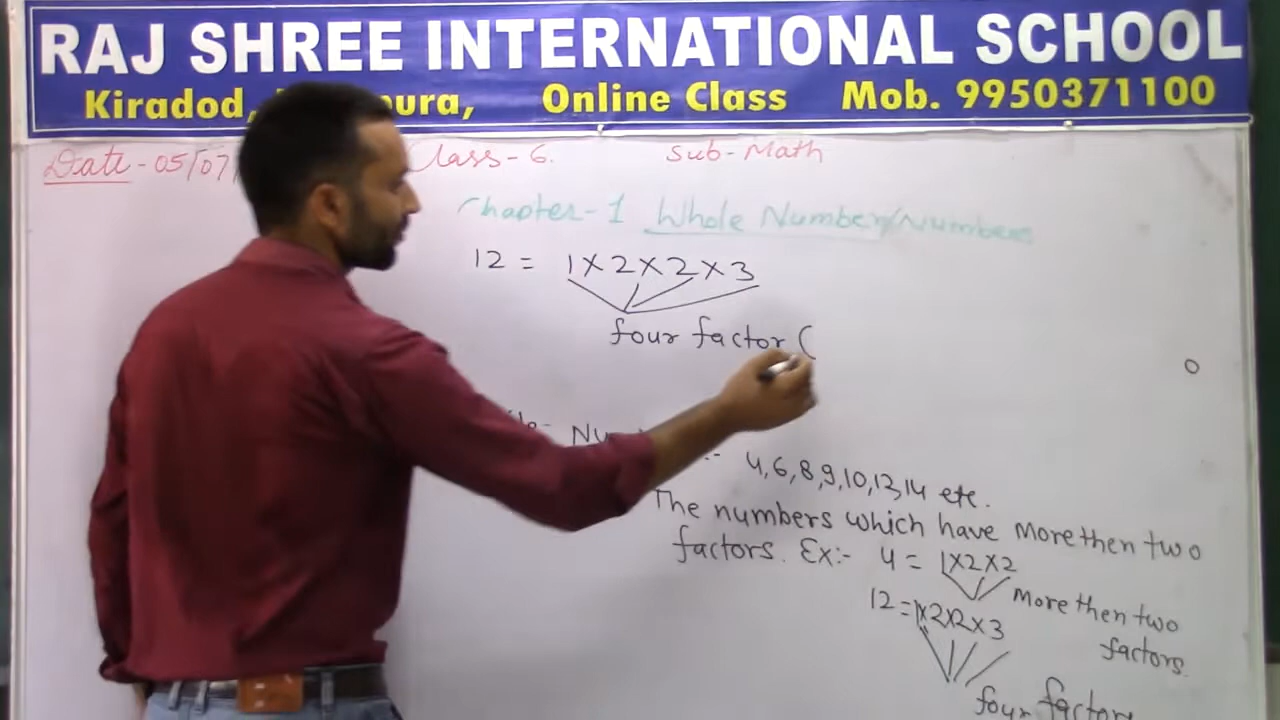 RAJ SHREE INTERNATIONAL SCHOOL
Kiradod, Online Class Mob. 9950371100
Date - 05/07 Class - 6. Sub - Math
Chapter - 1 Whole Number/Numbers
12 = 1×2×2×3
four factor (
4,6,8,9,10,12,14 etc.
The numbers which have More then two
factors. Ex:- 4 = 1×2×2
More then two
factors.
12 = 1×2×2×3
four factors